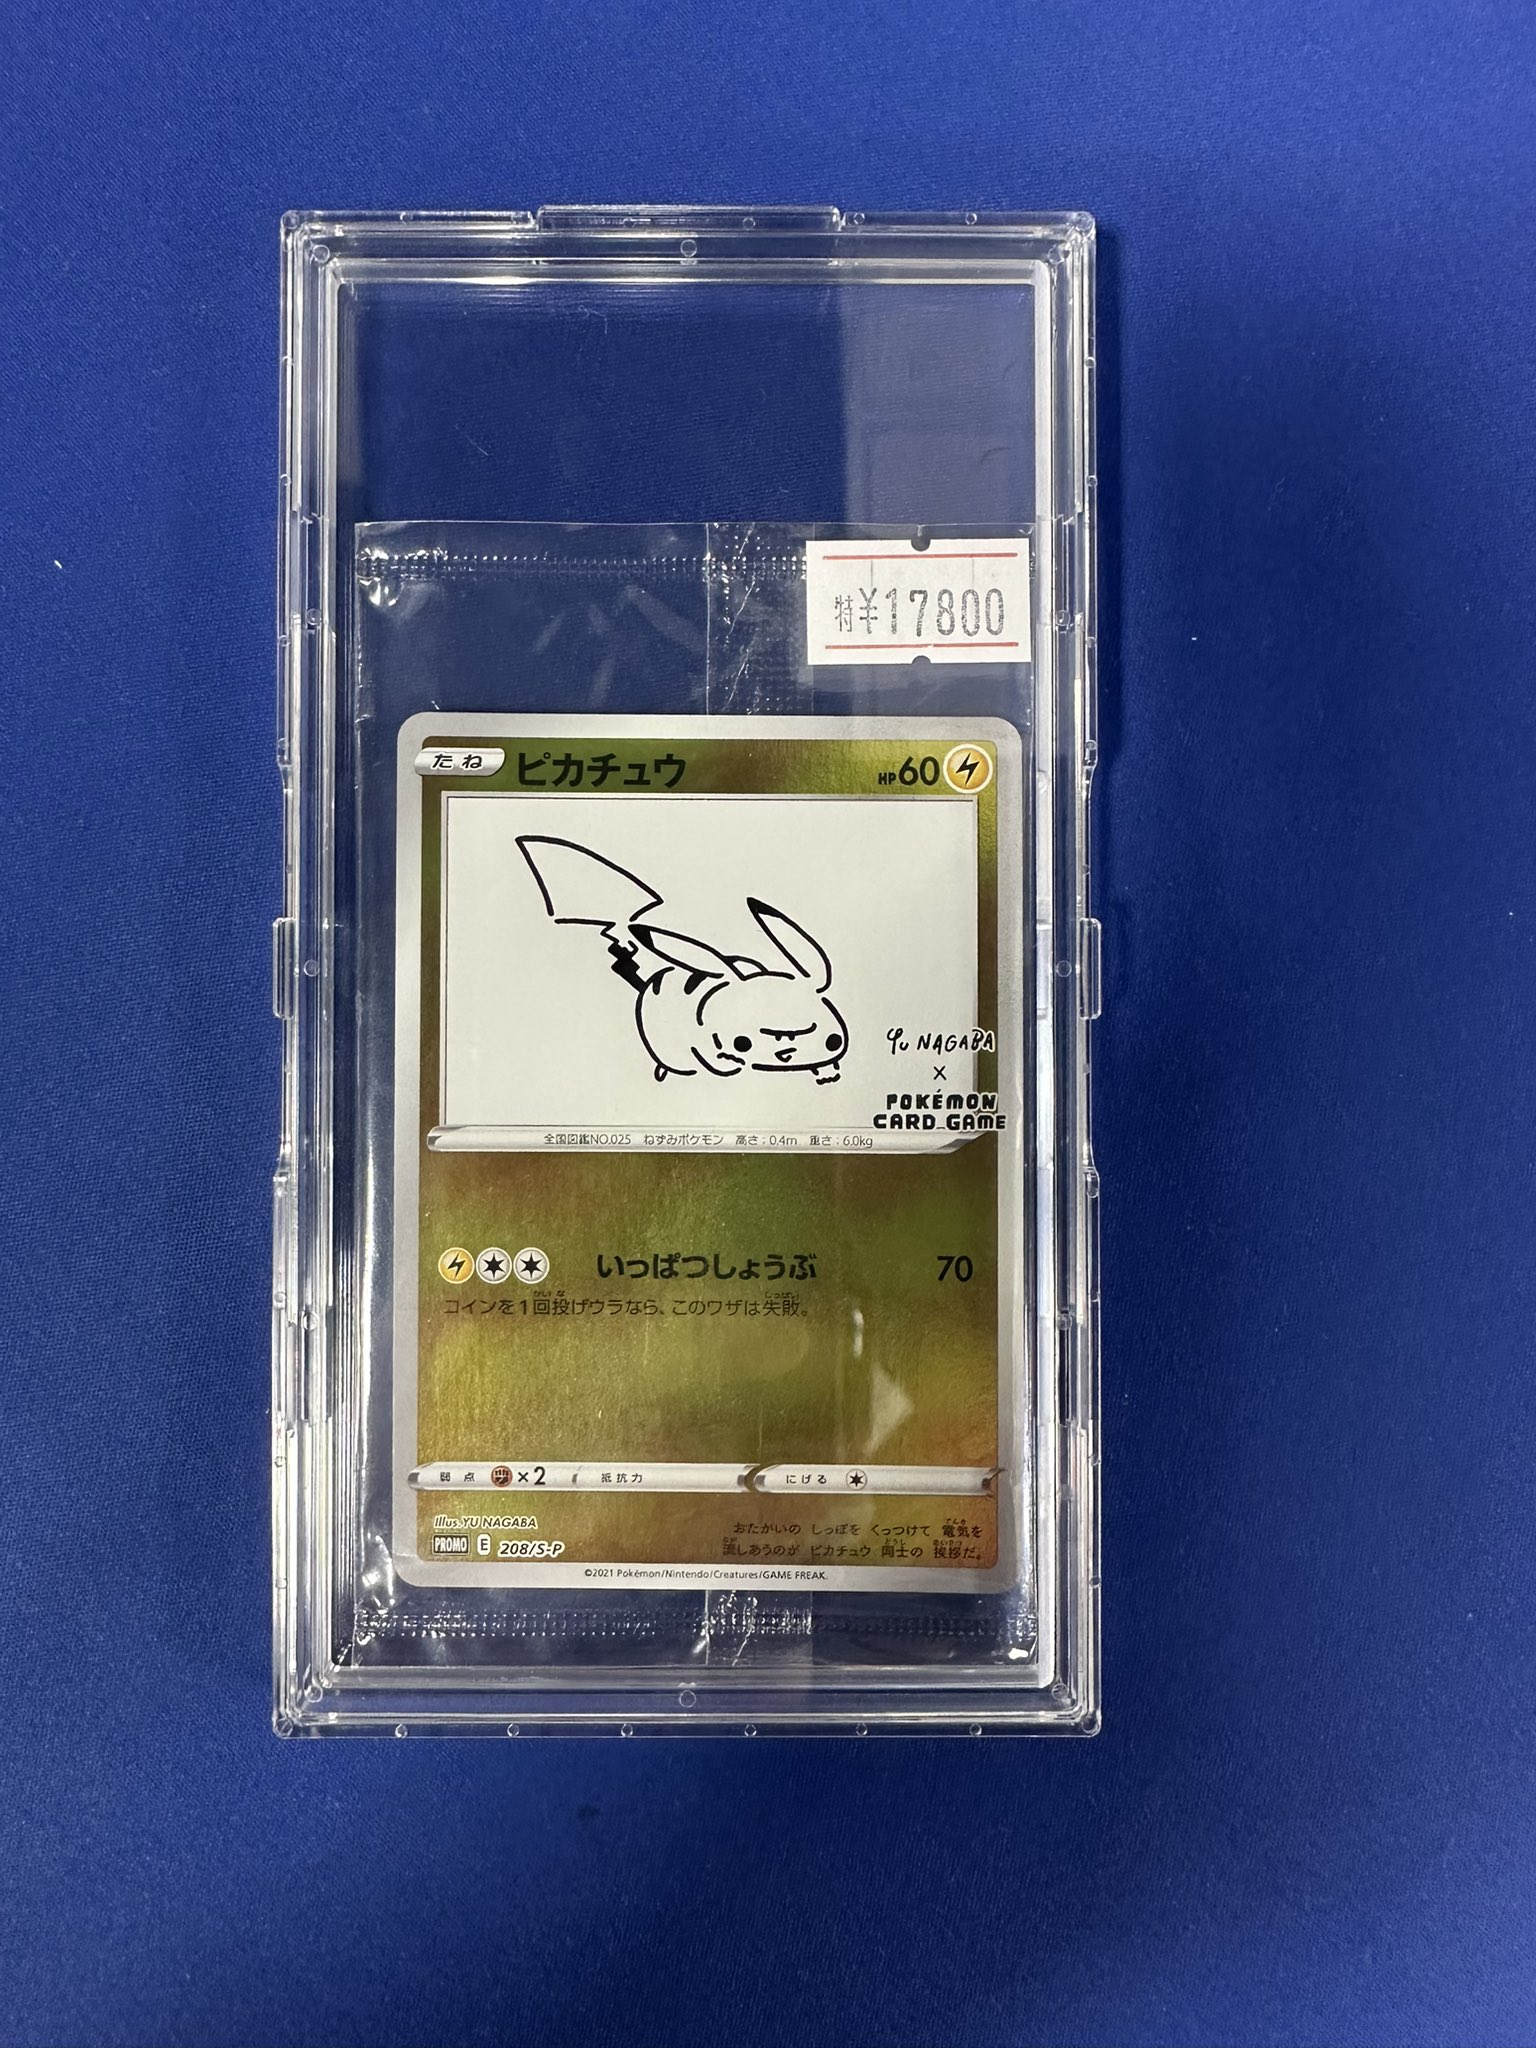 特¥17800
たね ピカチュウ HP60
Yu NAGABA
×
POKÉMON
CARD GAME
全国図鑑NO.025 ねずみポケモン 高さ:0.4m 重さ:6.0kg
いっぱつしょうぶ 70
コインを1回投げウラなら、このワザは失敗。
弱点 ×2 抵抗力 にげる
Illus. YU NAGABA
PROMO E 208/S-P
おたがいの しっぽを くっつけて 電気を
流しあうのが ピカチュウ 同士の 挨拶だ。
©2021 Pokémon/Nintendo/Creatures/GAME FREAK.